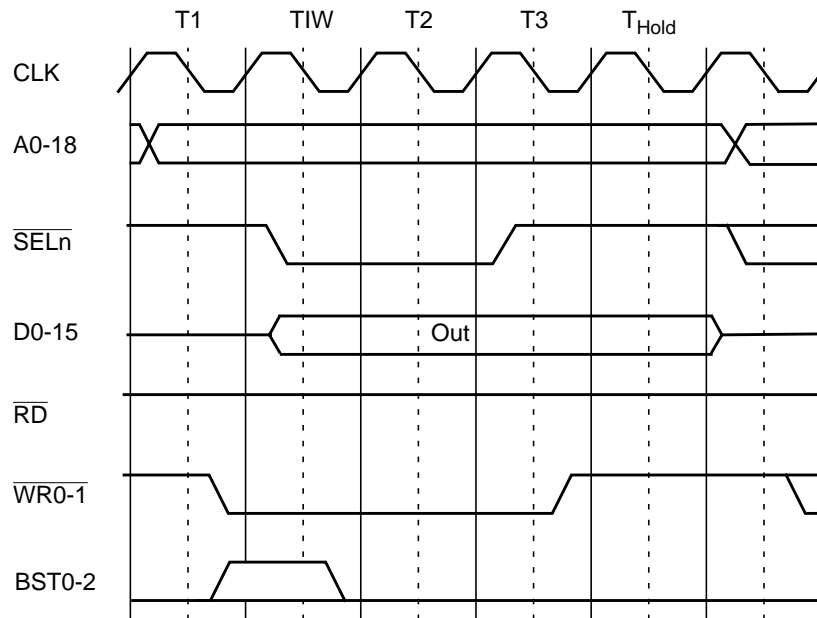 T1 TIW T2 T3 THold
CLK
A0-18
SELn
D0-15
Out
RD
WR0-1
BST0-2